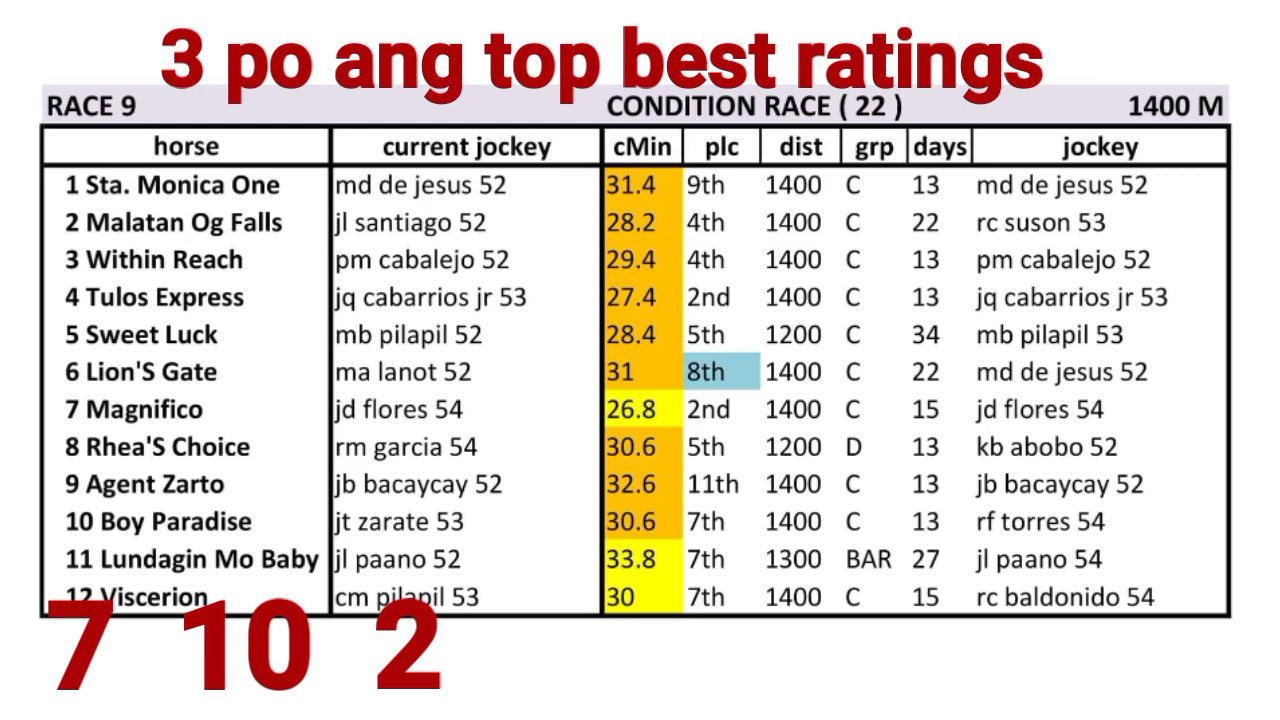 3 po ang top best ratings
RACE 9 CONDITION RACE ( 22 ) 1400 M
horse current jockey cMin plc dist grp days jockey
1 Sta. Monica One md de jesus 52 31.4 9th 1400 C 13 md de jesus 52
2 Malatan Og Falls jl santiago 52 28.2 4th 1400 C 22 rc suson 53
3 Within Reach pm cabalejo 52 29.4 4th 1400 C 13 pm cabalejo 52
4 Tulos Express jq cabarrios jr 53 27.4 2nd 1400 C 13 jq cabarrios jr 53
5 Sweet Luck mb pilapil 52 28.4 5th 1200 C 34 mb pilapil 53
6 Lion'S Gate ma lanot 52 31 8th 1400 C 22 md de jesus 52
7 Magnifico jd flores 54 26.8 2nd 1400 C 15 jd flores 54
8 Rhea'S Choice rm garcia 54 30.6 5th 1200 D 13 kb abobo 52
9 Agent Zarto jb bacaycay 52 32.6 11th 1400 C 13 jb bacaycay 52
10 Boy Paradise jt zarate 53 30.6 7th 1400 C 13 rf torres 54
11 Lundagin Mo Baby jl paano 52 33.8 7th 1300 BAR 27 jl paano 54
12 Viscerion cm pilapil 53 30 7th 1400 C 15 rc baldonido 54
7 10 2